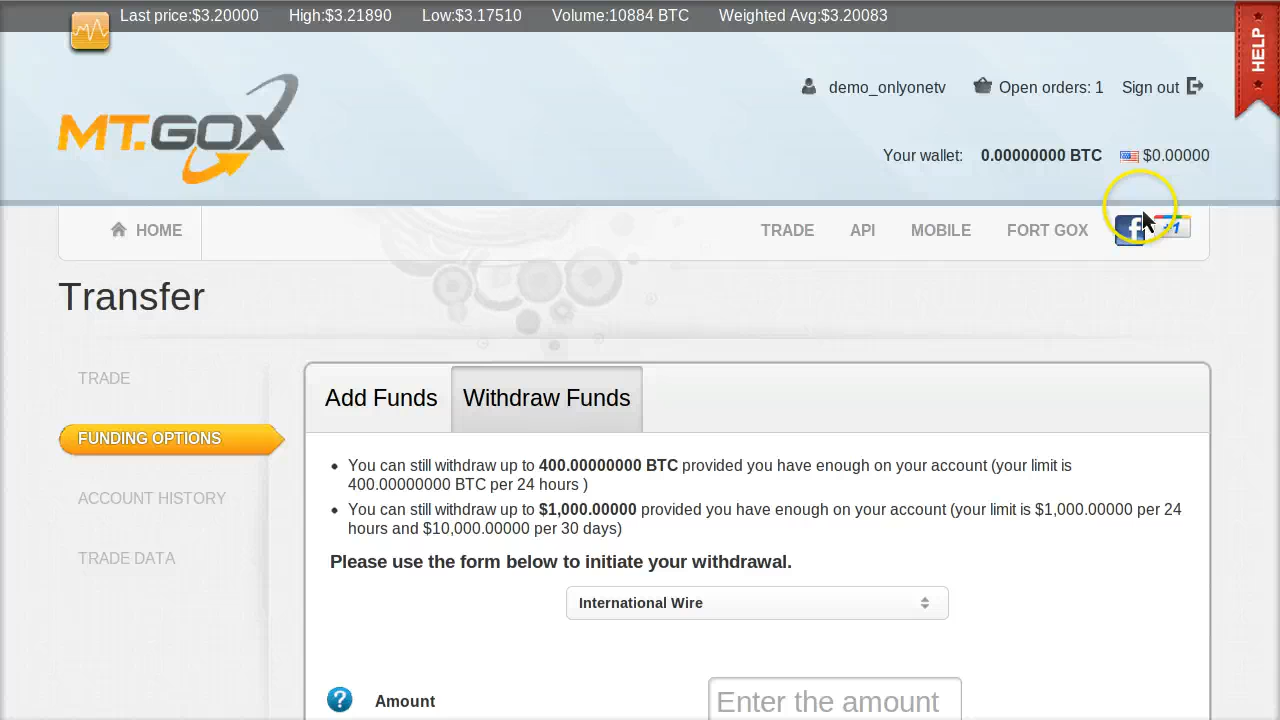 Last price:$3.20000 High:$3.21890 Low:$3.17510 Volume:10884 BTC Weighted Avg:$3.20083
HELP
MT.GOX
demo_onlyonetv Open orders: 1 Sign out
Your wallet: 0.00000000 BTC $0.00000
HOME TRADE API MOBILE FORT GOX f +1
Transfer
TRADE
FUNDING OPTIONS
ACCOUNT HISTORY
TRADE DATA
Add Funds Withdraw Funds
• You can still withdraw up to 400.00000000 BTC provided you have enough on your account (your limit is
400.00000000 BTC per 24 hours )
• You can still withdraw up to $1,000.00000 provided you have enough on your account (your limit is $1,000.00000 per 24
hours and $10,000.00000 per 30 days)
Please use the form below to initiate your withdrawal.
International Wire
? Amount Enter the amount